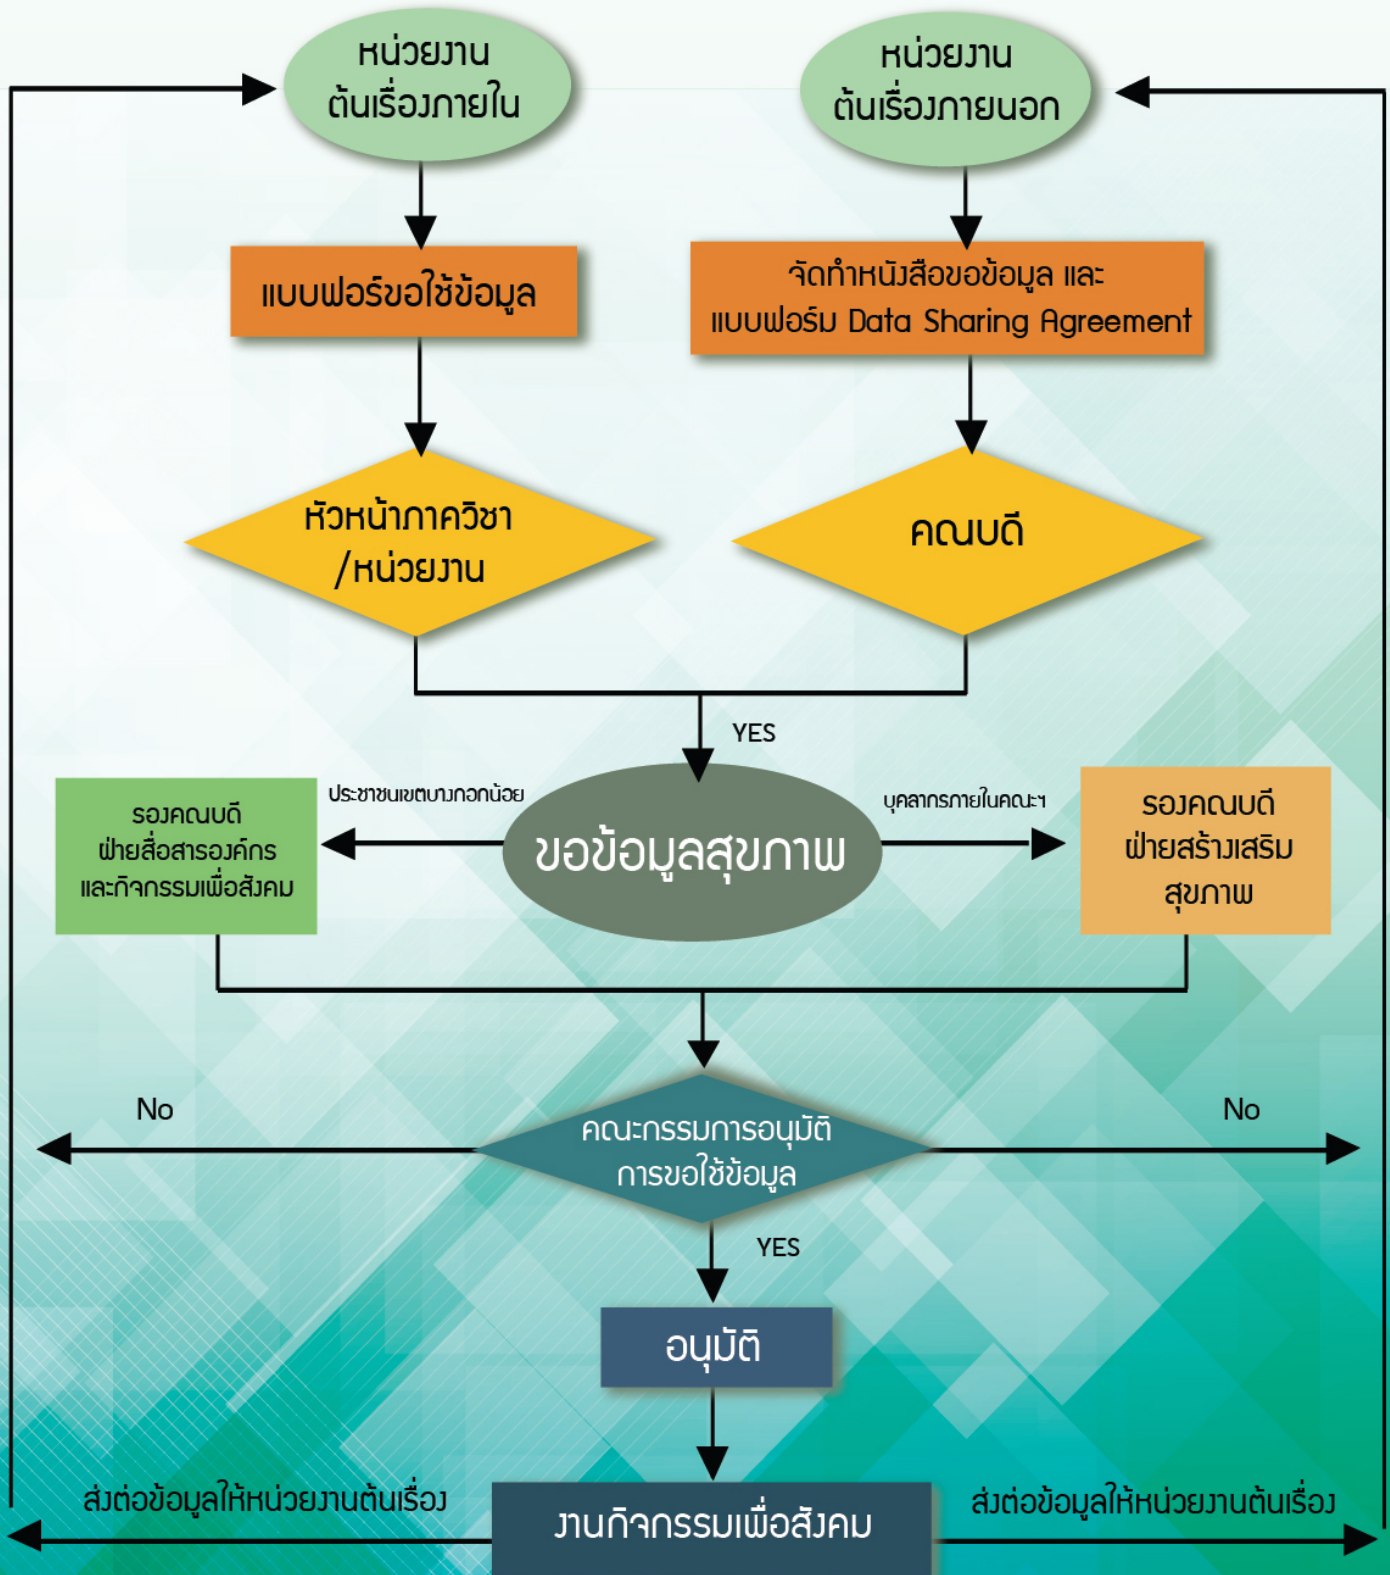 หน่วยงาน
ต้นเรื่องภายใน
หน่วยงาน
ต้นเรื่องภายนอก
แบบฟอร์ขอใช้ข้อมูล
จัดทำหนังสือขอข้อมูล และ
แบบฟอร์ม Data Sharing Agreement
หัวหน้าภาควิชา
/หน่วยงาน
คณบดี
YES
ประชาชนเขตบางกอกน้อย
บุคลากรภายในคณะฯ
รองคณบดี
ฝ่ายสื่อสารองค์กร
และกิจกรรมเพื่อสังคม
ขอข้อมูลสุขภาพ
รองคณบดี
ฝ่ายสร้างเสริม
สุขภาพ
No
คณะกรรมการอนุมัติ
การขอใช้ข้อมูล
No
YES
อนุมัติ
ส่งต่อข้อมูลให้หน่วยงานต้นเรื่อง
งานกิจกรรมเพื่อสังคม
ส่งต่อข้อมูลให้หน่วยงานต้นเรื่อง